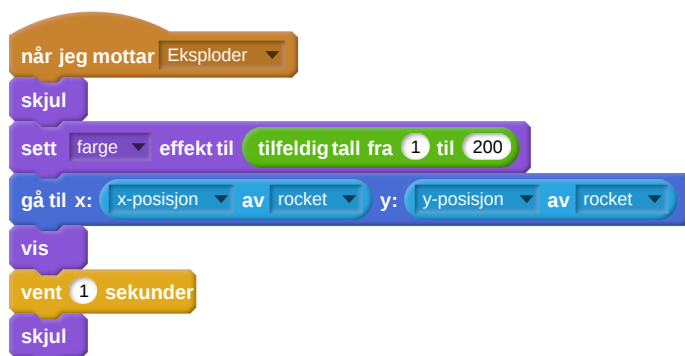 når jeg mottar Eksploder
skjul
sett farge effekt til tilfeldig tall fra 1 til 200
gå til x: x-posisjon av rocket y: y-posisjon av rocket
vis
vent 1 sekunder
skjul